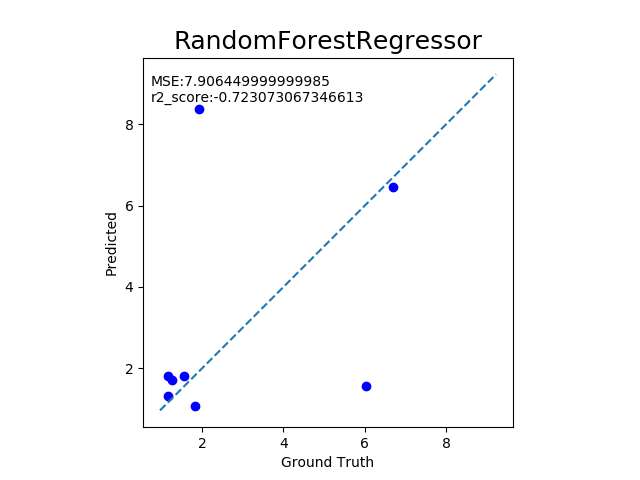 RandomForestRegressor
MSE:7.906449999999985
r2_score:-0.723073067346613
8
6
4
2
Predicted
2 4 6 8
Ground Truth